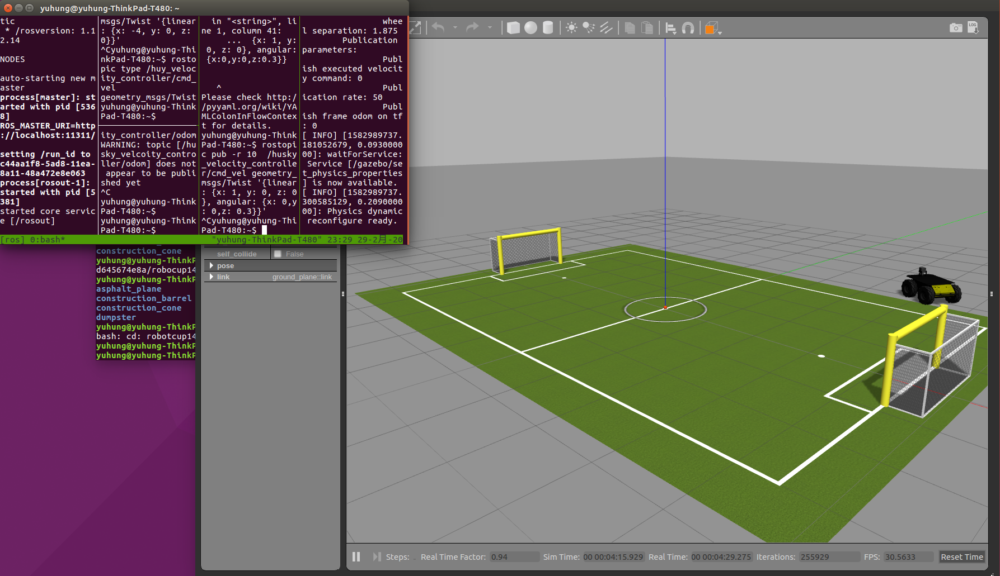 yuhung@yuhung-ThinkPad-T480: ~
tic
 * /rosversion: 1.1
2.14
NODES
auto-starting new m
aster
process[master]: st
arted with pid [536
8]
ROS_MASTER_URI=http
://localhost:11311/
setting /run_id to
c44aa1f8-5ad8-11ea-
8a11-48a472e8e063
process[rosout-1]:
started with pid [5
381]
started core servic
e [/rosout]
msgs/Twist '{linear
: {x: -4, y: 0, z:
0}}'
^Cyuhung@yuhung-Thi
nkPad-T480:~$ rosto
pic type /huy_veloc
ity_controller/cmd_
vel
geometry_msgs/Twist
yuhung@yuhung-Think
Pad-T480:~$
ity_controller/odom
WARNING: topic [/hu
sky_velcoity_contro
ller/odom] does not
 appear to be publi
shed yet
^C
yuhung@yuhung-Think
Pad-T480:~$
yuhung@yuhung-Think
Pad-T480:~$
  in "<string>", li
ne 1, column 41:
     ...  {x: 1, y:
 0, z: 0}, angular:
 {x:0,y:0,z:0.3}}
   ^
Please check http:/
/pyyaml.org/wiki/YA
MLColonInFlowContex
t for details.
yuhung@yuhung-Think
Pad-T480:~$ rostopi
c pub -r 10  /husky
_velocity_controlle
r/cmd_vel geometry_
msgs/Twist '{linear
: {x: 1, y: 0, z: 0
}, angular: {x: 0,y
: 0,z: 0.3}}'
^Cyuhung@yuhung-Thi
nkPad-T480:~$
whee
l separation: 1.875
Publication
parameters:
Publ
ish executed velocit
y command: 0
Publ
ication rate: 50
Publ
ish frame odom on tf
: 0
[ INFO] [1582989737.
181052679, 0.0930000
00]: waitForService:
 Service [/gazebo/se
t_physics_properties
] is now available.
[ INFO] [1582989737.
300585129, 0.2090000
00]: Physics dynamic
 reconfigure ready.
[ros] 0:bash*
"yuhung-ThinkPad-T480" 23:29 29-2月-20
construction_cone
yuhung@yuhung-ThinkP
d645674e8a/robocup14
yuhung@yuhung-ThinkP
asphalt_plane
construction_barrel
construction_cone
dumpster
yuhung@yuhung-ThinkP
bash: cd: robotcup14
yuhung@yuhung-ThinkP
yuhung@yuhung-ThinkP
self_collide
False
pose
link
ground_plane::link
LOG
Steps:
Real Time Factor: 0.94 Sim Time: 00 00:04:15.929 Real Time: 00 00:04:29.275 Iterations: 255929 FPS: 30.5633 Reset Time